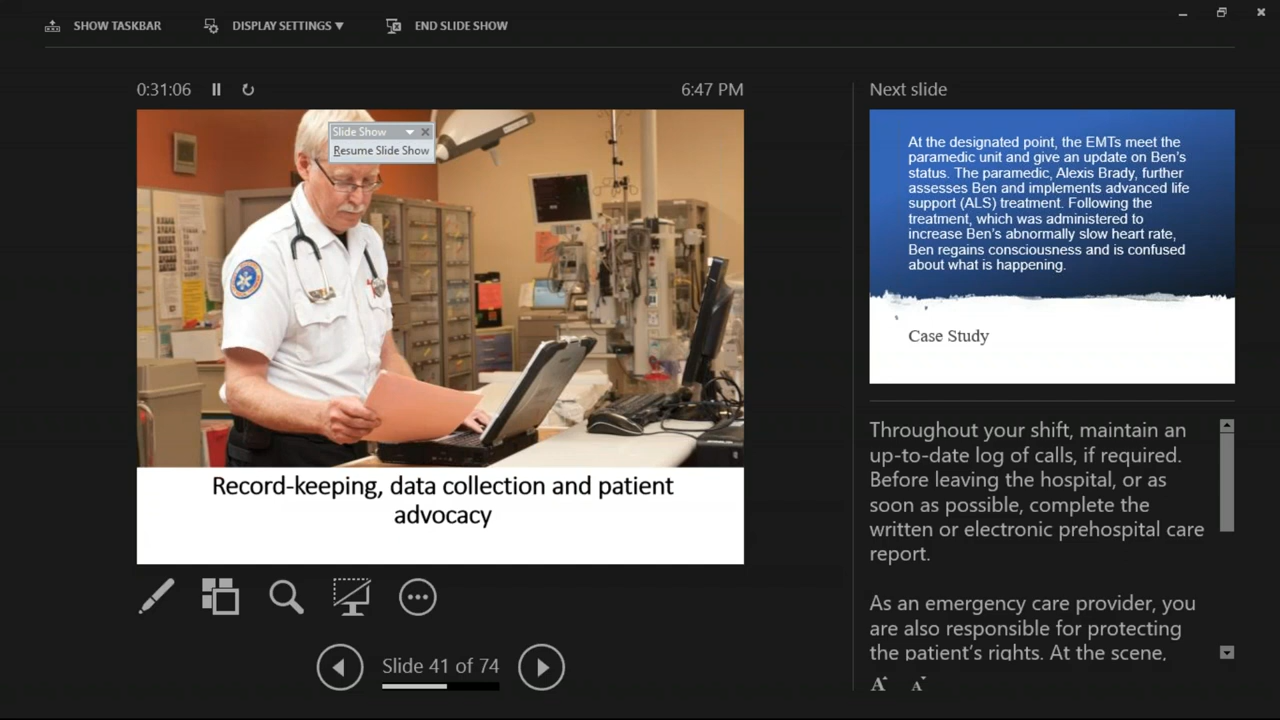 SHOW TASKBAR
DISPLAY SETTINGS ▼
END SLIDE SHOW
0:31:06
6:47 PM
Slide Show
Resume Slide Show
Record-keeping, data collection and patient
advocacy
Slide 41 of 74
Next slide
At the designated point, the EMTs meet the
paramedic unit and give an update on Ben's
status. The paramedic, Alexis Brady, further
assesses Ben and implements advanced life
support (ALS) treatment. Following the
treatment, which was administered to
increase Ben's abnormally slow heart rate,
Ben regains consciousness and is confused
about what is happening.
Case Study
Throughout your shift, maintain an
up-to-date log of calls, if required.
Before leaving the hospital, or as
soon as possible, complete the
written or electronic prehospital care
report.
As an emergency care provider, you
are also responsible for protecting
the patient's rights. At the scene,
A A